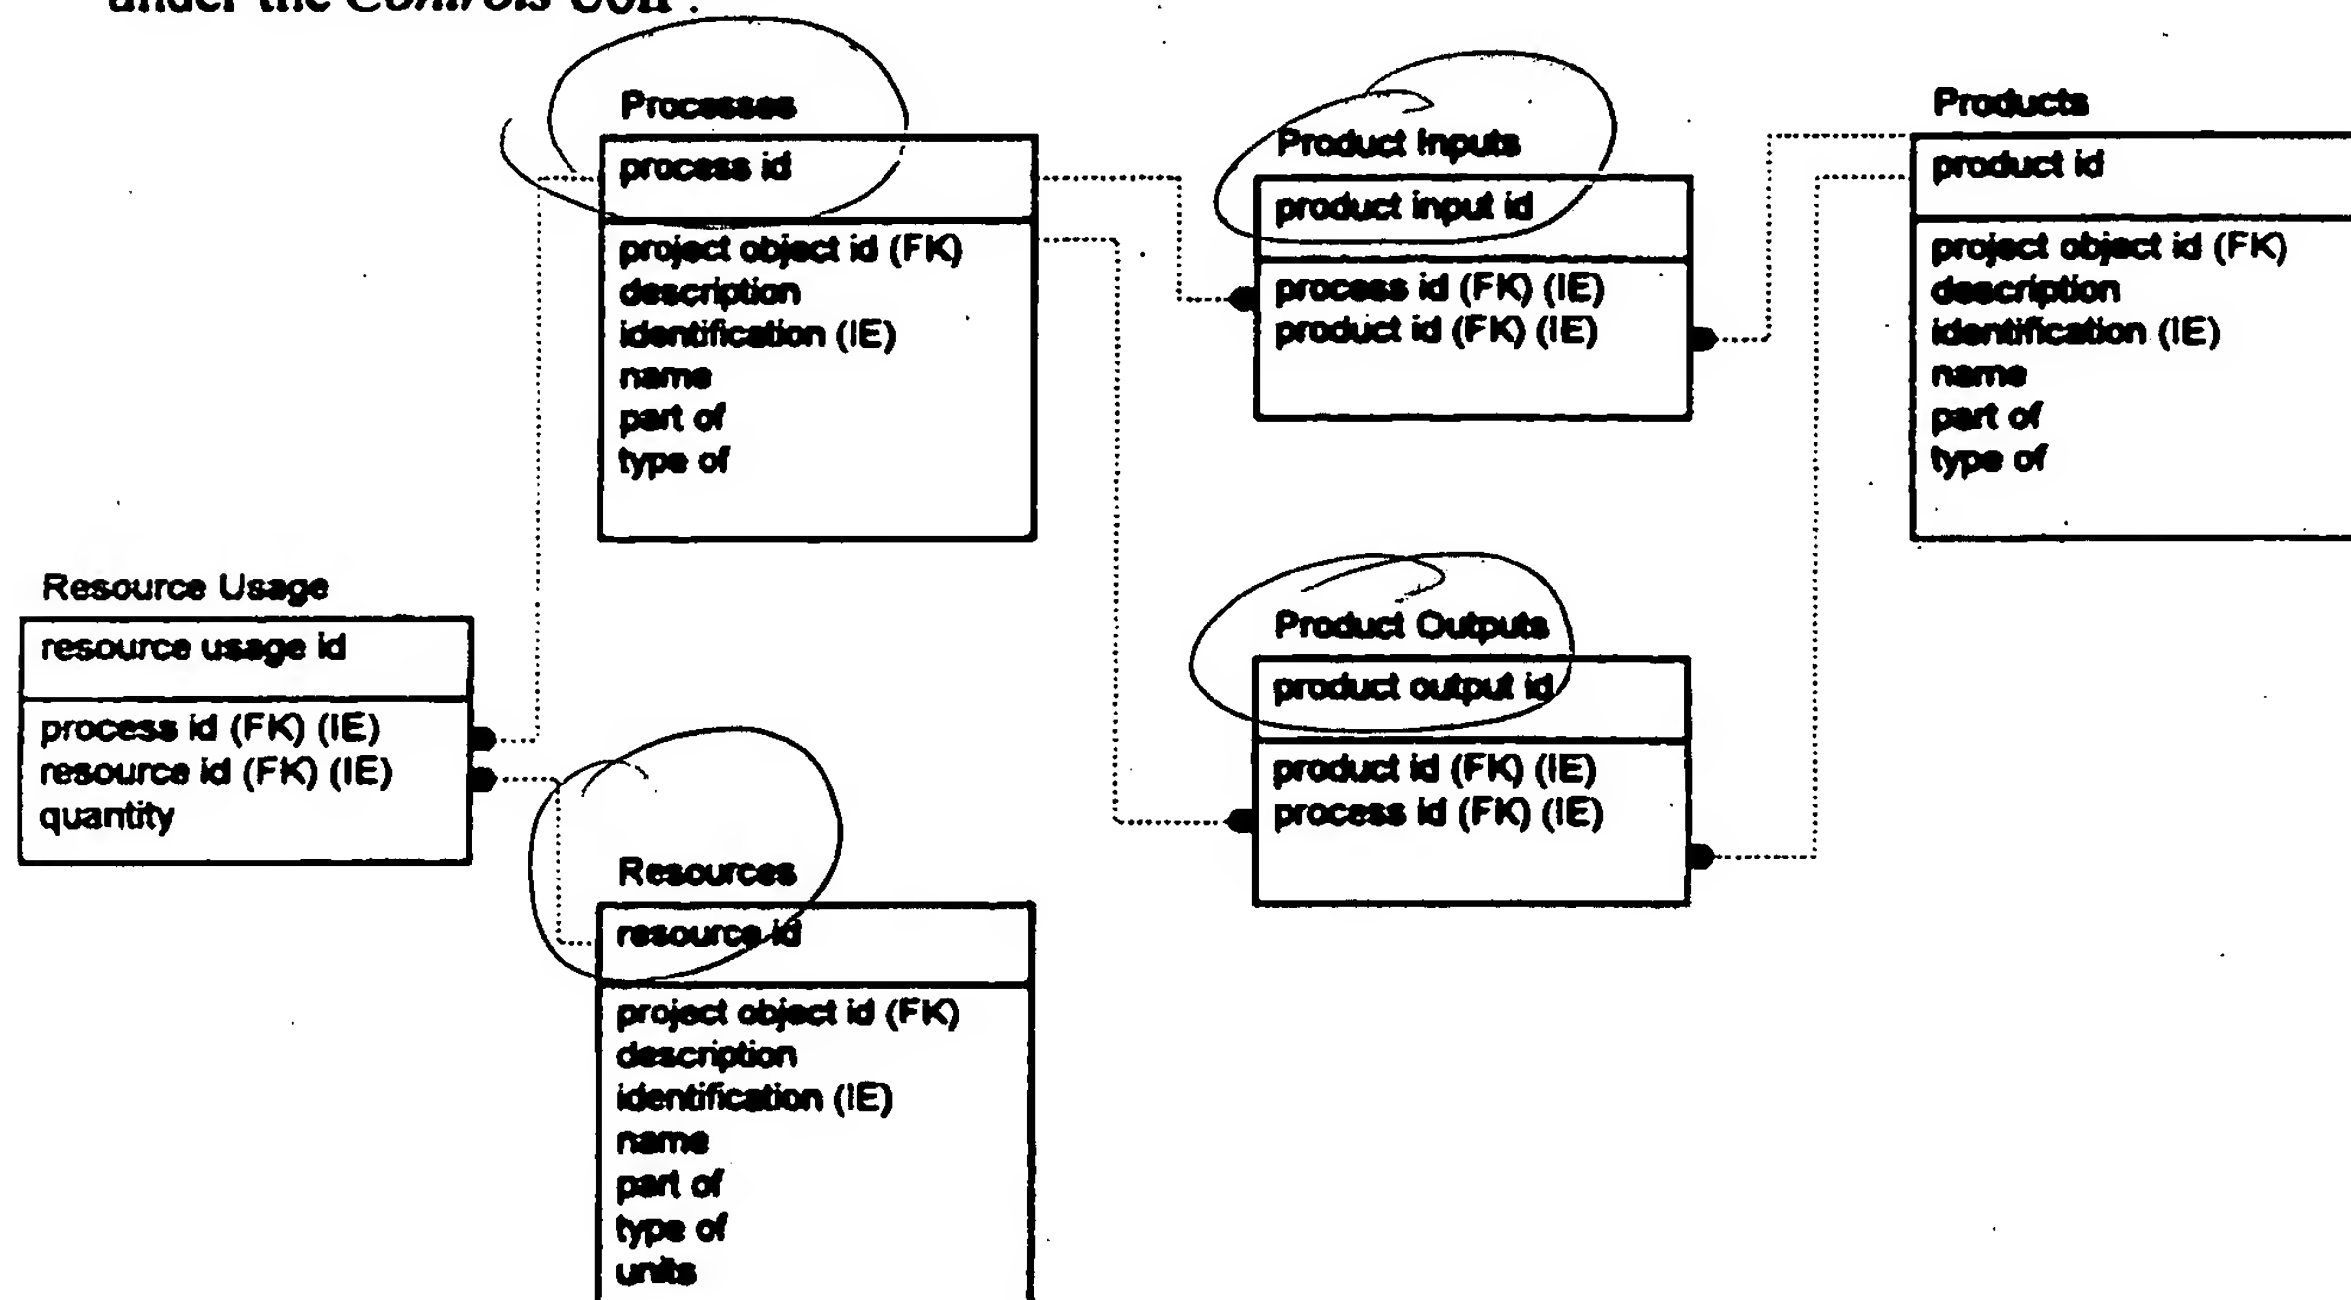 under the Controls UoH .
Processes
process id
project object id (FK)
description
identification (IE)
name
part of
type of
Product Inputs
product input id
process id (FK) (IE)
product id (FK) (IE)
Products
product id
project object id (FK)
description
identification (IE)
name
part of
type of
Resource Usage
resource usage id
process id (FK) (IE)
resource id (FK) (IE)
quantity
Product Outputs
product output id
product id (FK) (IE)
process id (FK) (IE)
Resources
resource id
project object id (FK)
description
identification (IE)
name
part of
type of
units